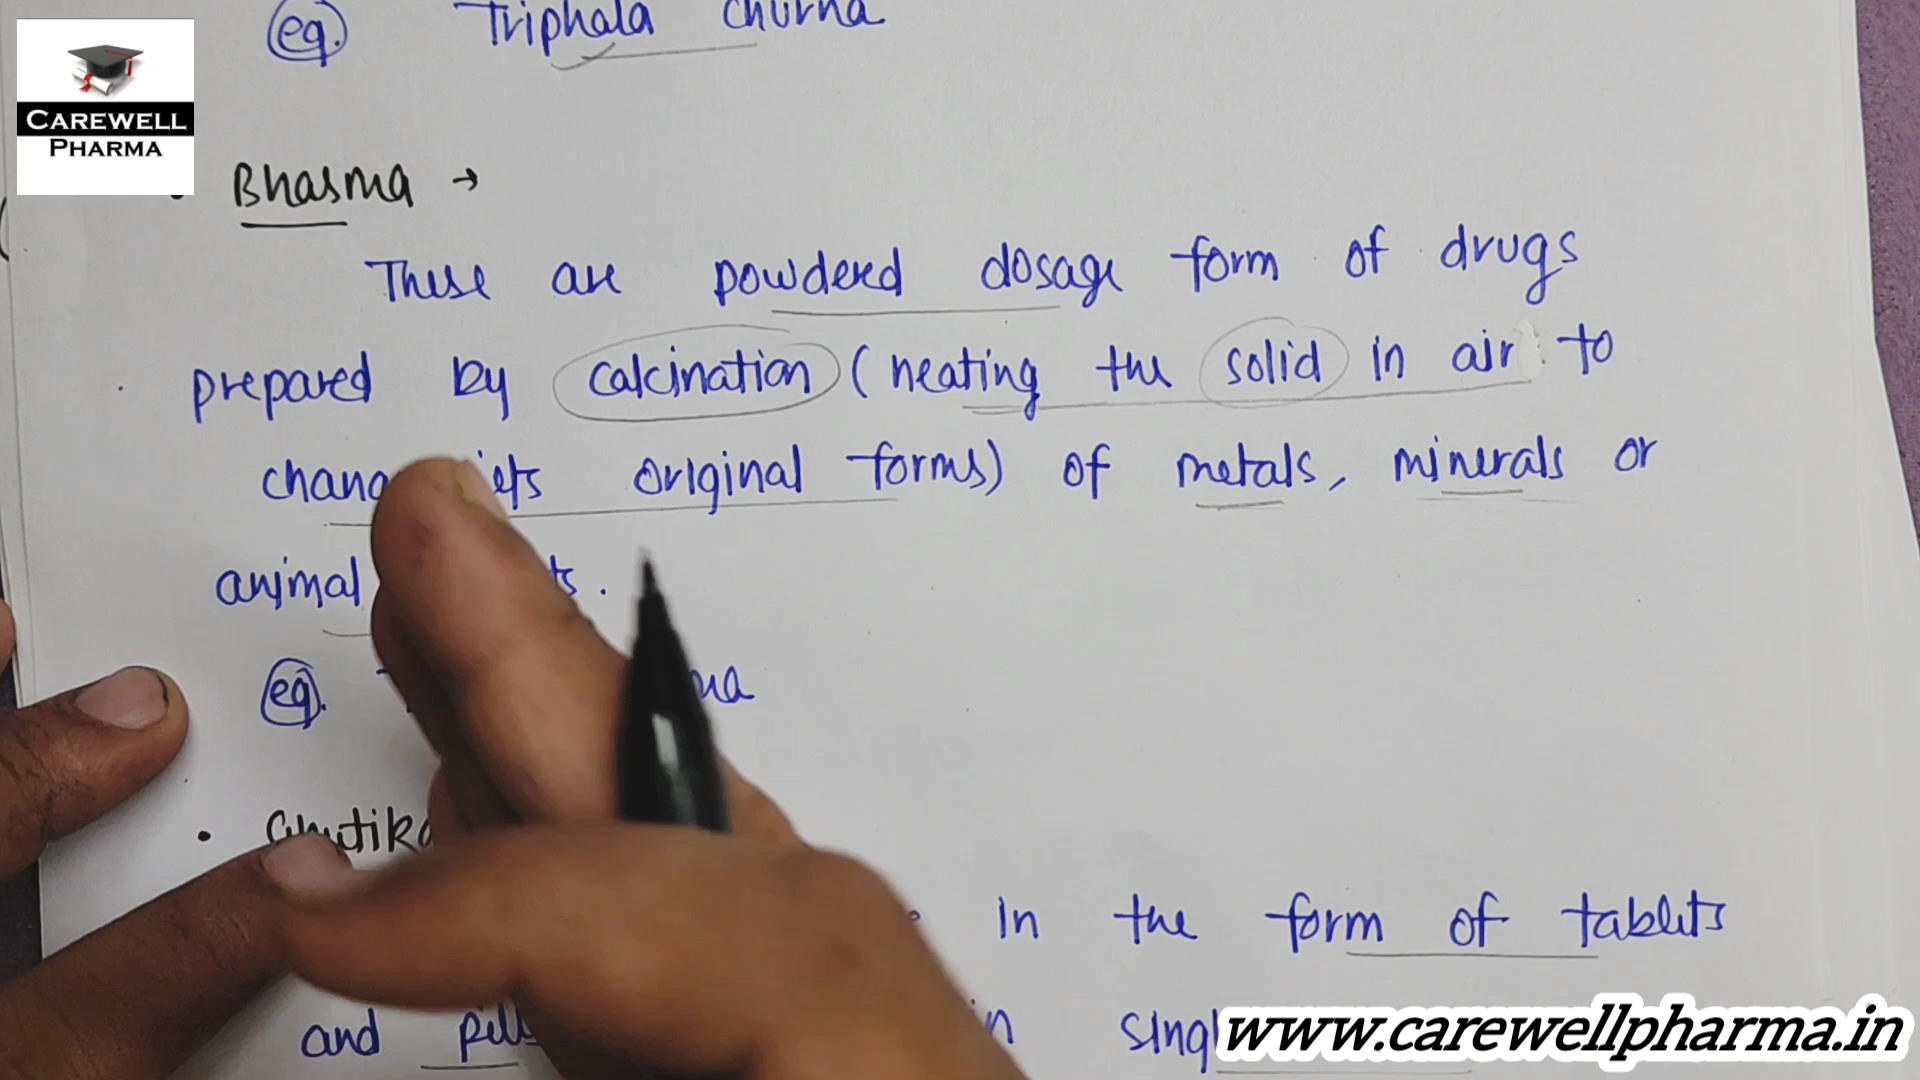 eg. Triphala Churna
CAREWELL
PHARMA
• Bhasma →
These are powdered dosage form of drugs
prepared by calcination (heating the solid in air to
original forms) of metals, minerals or
animal
eg.
•
in the form of tablets
and
www.carewellpharma.in